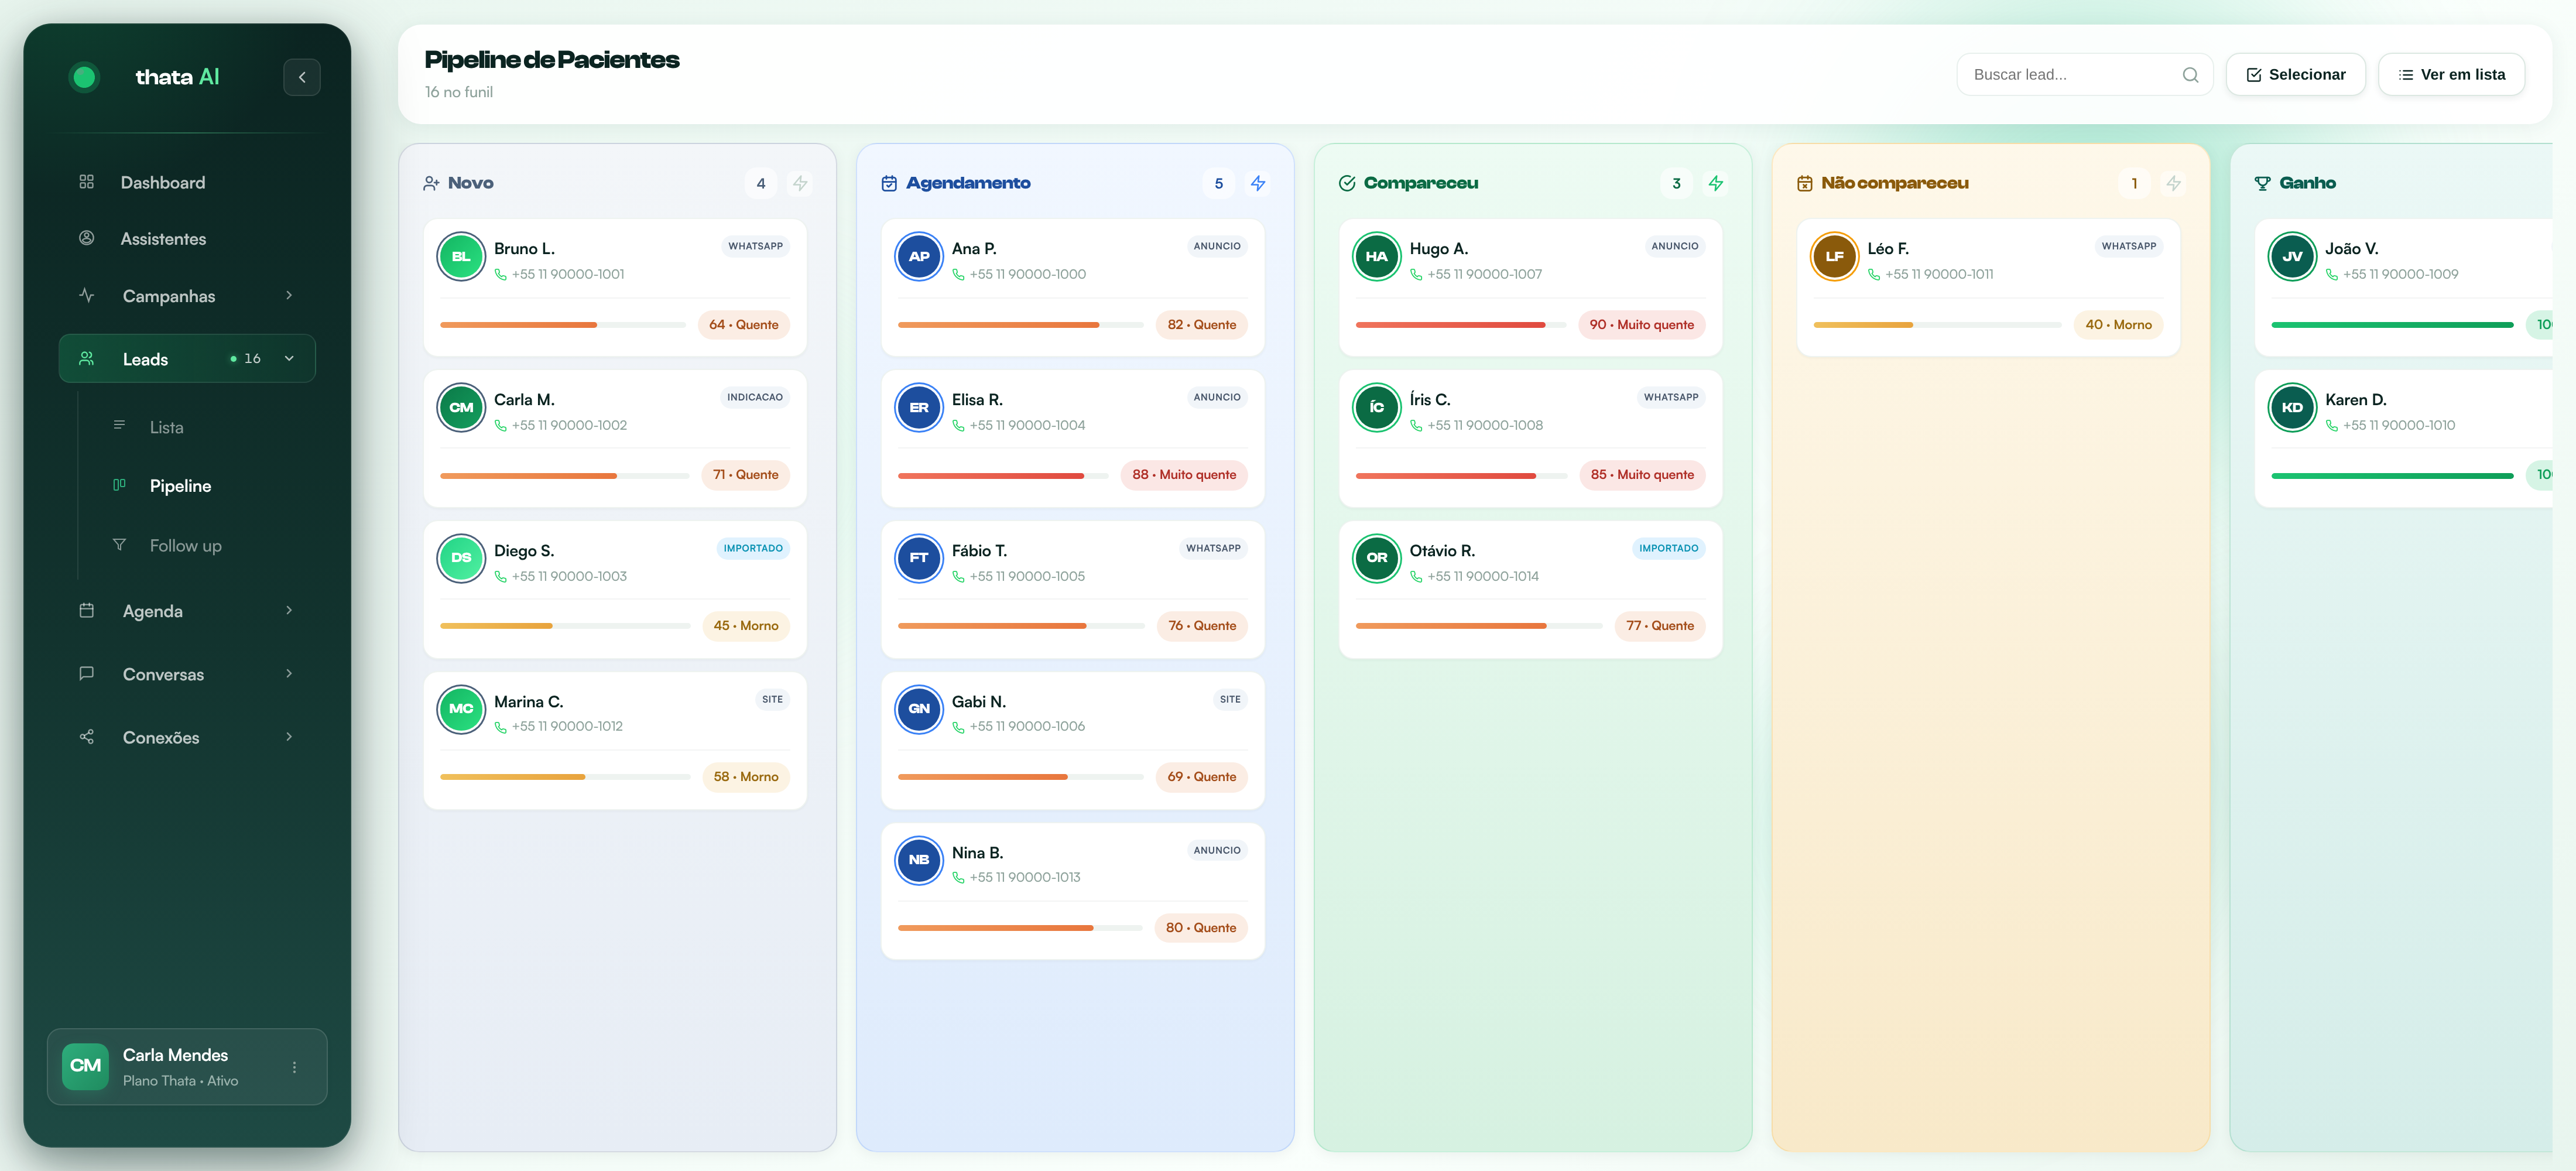 thata AI
Dashboard
Assistentes
Campanhas
Leads 16
Lista
Pipeline
Follow up
Agenda
Conversas
Conexões
CM
Carla Mendes
Plano Thata · Ativo
Pipeline de Pacientes
16 no funil
Buscar lead...
Selecionar
Ver em lista
Novo 4
BL Bruno L. WHATSAPP
+55 11 90000-1001
64 · Quente
CM Carla M. INDICACAO
+55 11 90000-1002
71 · Quente
DS Diego S. IMPORTADO
+55 11 90000-1003
45 · Morno
MC Marina C. SITE
+55 11 90000-1012
58 · Morno
Agendamento 5
AP Ana P. ANUNCIO
+55 11 90000-1000
82 · Quente
ER Elisa R. ANUNCIO
+55 11 90000-1004
88 · Muito quente
FT Fábio T. WHATSAPP
+55 11 90000-1005
76 · Quente
GN Gabi N. SITE
+55 11 90000-1006
69 · Quente
NB Nina B. ANUNCIO
+55 11 90000-1013
80 · Quente
Compareceu 3
HA Hugo A. ANUNCIO
+55 11 90000-1007
90 · Muito quente
ÍC Íris C. WHATSAPP
+55 11 90000-1008
85 · Muito quente
OR Otávio R. IMPORTADO
+55 11 90000-1014
77 · Quente
Não compareceu 1
LF Léo F. WHATSAPP
+55 11 90000-1011
40 · Morno
Ganho
JV João V.
+55 11 90000-1009
KD Karen D.
+55 11 90000-1010